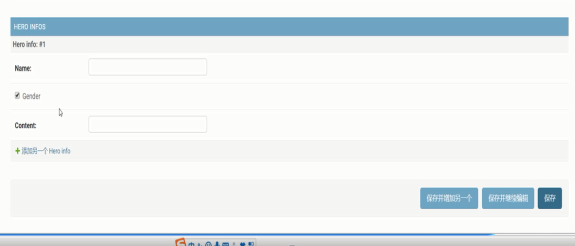 HERO INFOS
Hero info: #1
Name:
Gender
Content:
添加另一个 Hero info
保存并增加另一个 保存并继续编辑 保存
中